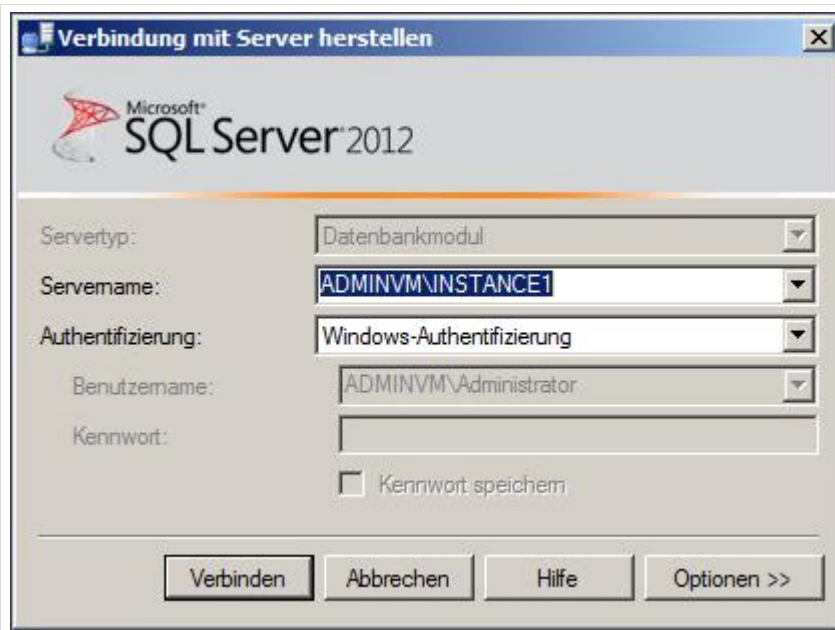 Verbindung mit Server herstellen
Microsoft®
SQL Server® 2012
Servertyp: Datenbankmodul
Servername: ADMINVM\INSTANCE1
Authentifizierung: Windows-Authentifizierung
Benutzername: ADMINVM\Administrator
Kennwort:
Kennwort speichern
Verbinden Abbrechen Hilfe Optionen >>